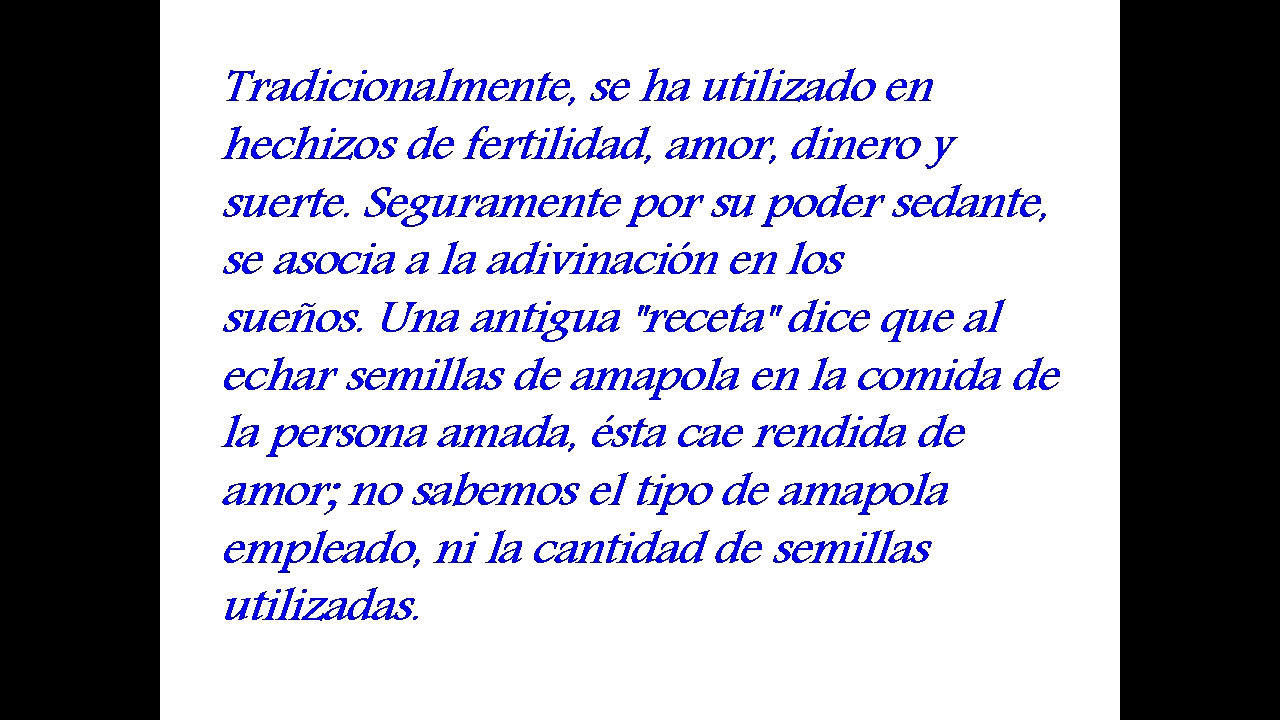 Tradicionalmente, se ha utilizado en
hechizos de fertilidad, amor, dinero y
suerte. Seguramente por su poder sedante,
se asocia a la adivinación en los
sueños. Una antigua "receta" dice que al
echar semillas de amapola en la comida de
la persona amada, ésta cae rendida de
amor; no sabemos el tipo de amapola
empleado, ni la cantidad de semillas
utilizadas.